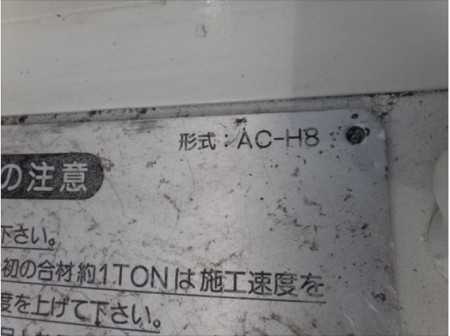 形式：AC-H8
の注意
下さい。
初の合材約1TONは施工速度を
度を上げて下さい。